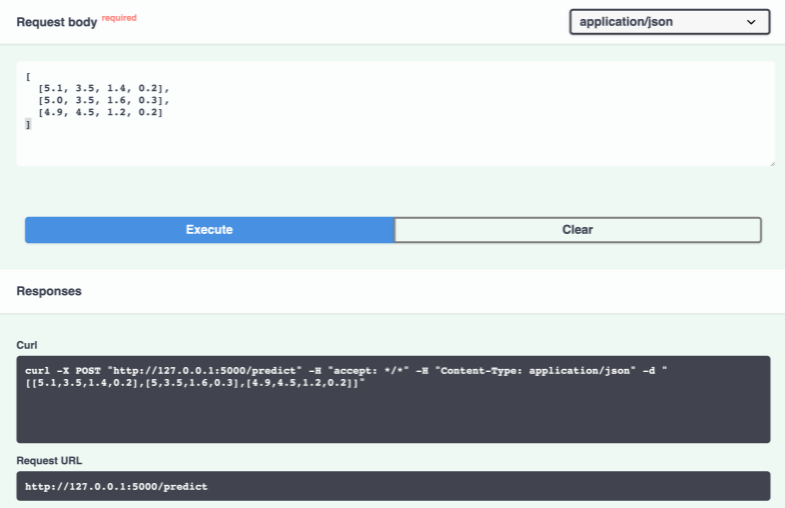 Request body required
application/json
[
[5.1, 3.5, 1.4, 0.2],
[5.0, 3.5, 1.6, 0.3],
[4.9, 4.5, 1.2, 0.2]
]
Execute
Clear
Responses
Curl
curl -X POST "http://127.0.0.1:5000/predict" -H "accept: */*" -H "Content-Type: application/json" -d "
[[5.1,3.5,1.4,0.2],[5,3.5,1.6,0.3],[4.9,4.5,1.2,0.2]]"
Request URL
http://127.0.0.1:5000/predict